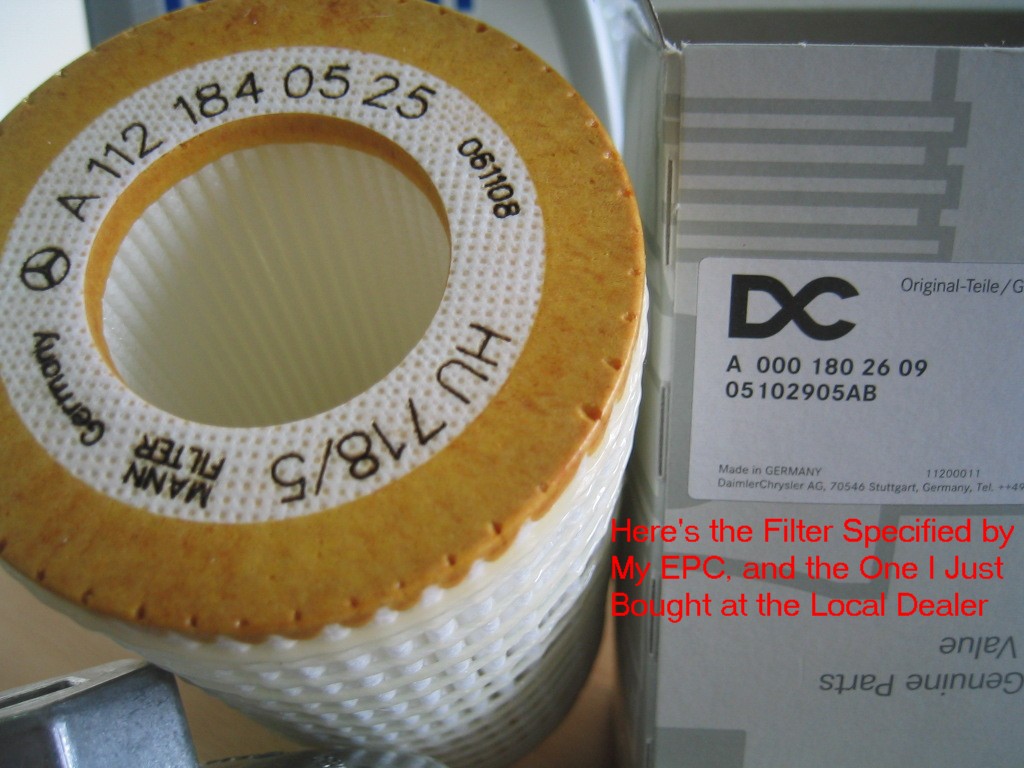 A 112 184 05 25
061108
HU 718/5
MANN
FILTER
Germany
DC
Original-Teile/G
A 000 180 26 09
05102905AB
Made in GERMANY
11200011
DaimlerChrysler AG, 70546 Stuttgart, Germany, Tel. ++49
Here's the Filter Specified by
My EPC, and the One I Just
Bought at the Local Dealer
Value
Genuine Parts